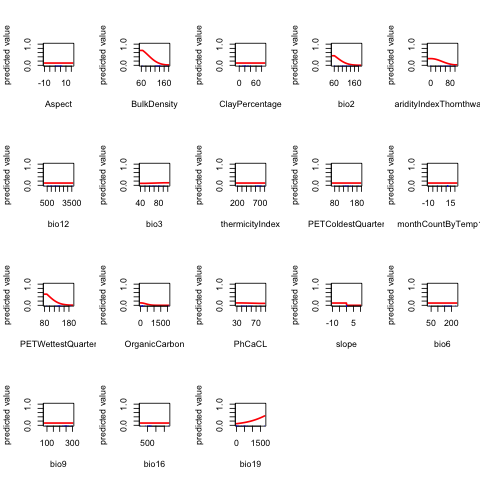 predicted value
0.0 1.0
-10 10
Aspect
predicted value
0.0 1.0
60 160
BulkDensity
predicted value
0.0 1.0
0 60
ClayPercentage
predicted value
0.0 1.0
60 160
bio2
predicted value
0.0 1.0
0 80
aridityIndexThornthwa
predicted value
0.0 1.0
500 3500
bio12
predicted value
0.0 1.0
40 80
bio3
predicted value
0.0 1.0
200 700
thermicityIndex
predicted value
0.0 1.0
80 180
PETColdestQuarter
predicted value
0.0 1.0
-10 15
monthCountByTemp1
predicted value
0.0 1.0
80 180
PETWettestQuarter
predicted value
0.0 1.0
0 1500
OrganicCarbon
predicted value
0.0 1.0
30 70
PhCaCL
predicted value
0.0 1.0
-10 5
slope
predicted value
0.0 1.0
50 200
bio6
predicted value
0.0 1.0
100 300
bio9
predicted value
0.0 1.0
500
bio16
predicted value
0.0 1.0
0 1500
bio19